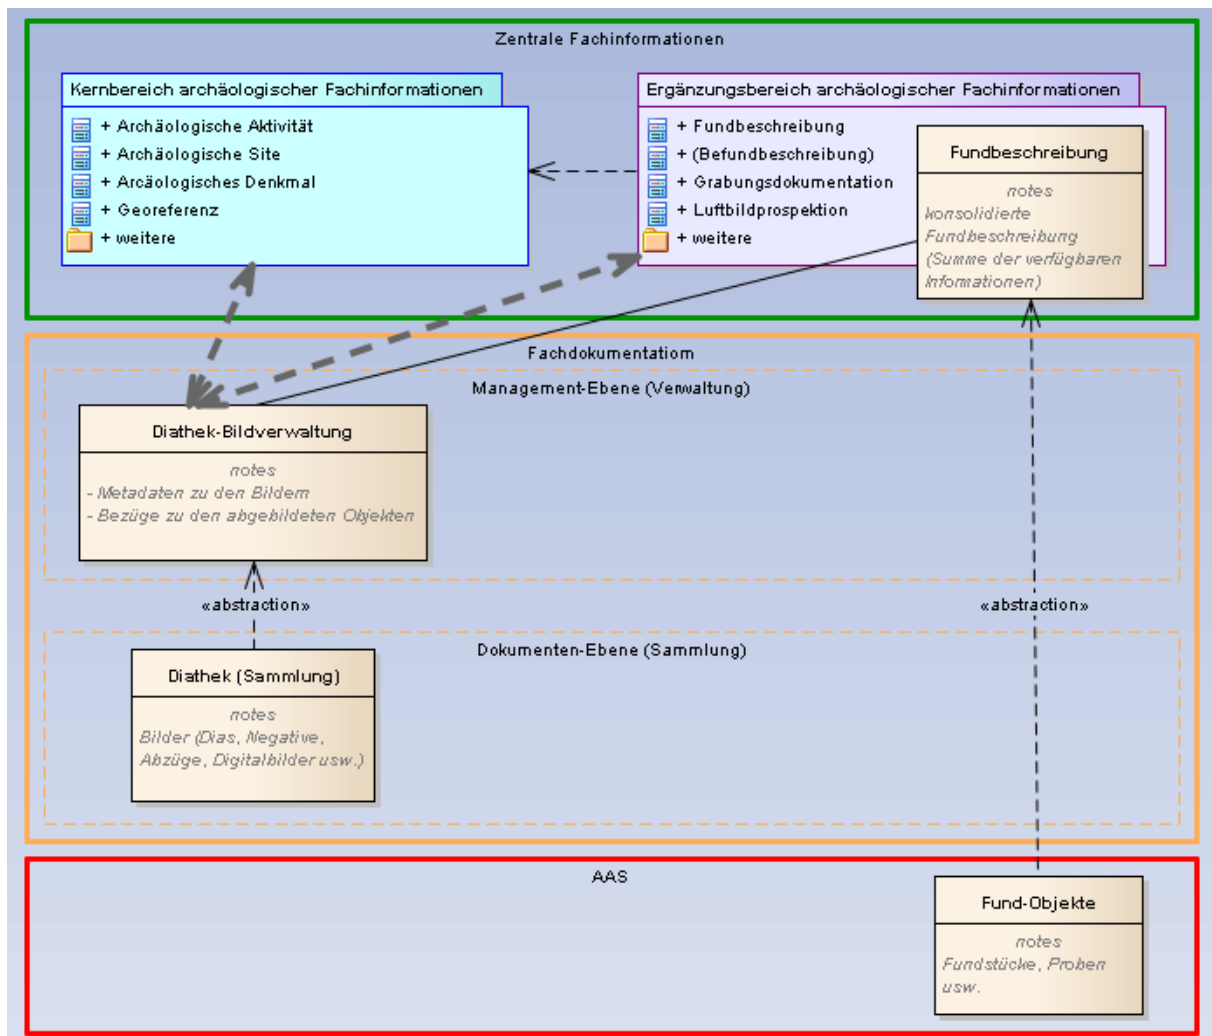 Zentrale Fachinformationen
Kernbereich archäologischer Fachinformationen
+ Archäologische Aktivität
+ Archäologische Site
+ Arcäologisches Denkmal
+ Georeferenz
+ weitere
Ergänzungsbereich archäologischer Fachinformationen
+ Fundbeschreibung
+ (Befundbeschreibung)
+ Grabungsdokumentation
+ Luftbildprospektion
+ weitere
Fundbeschreibung
notes
konsolidierte
Fundbeschreibung
(Summe der verfügbaren
Informationen)
Fachdokumentatiom
Management-Ebene (Verwaltung)
Diathek-Bildverwaltung
notes
- Metadaten zu den Bildern
- Bezüge zu den abgebildeten Objekten
«abstraction»
«abstraction»
Dokumenten-Ebene (Sammlung)
Diathek (Sammlung)
notes
Bilder (Dias, Negative,
Abzüge, Digitalbilder usw.)
AAS
Fund-Objekte
notes
Fundstücke, Proben
usw.